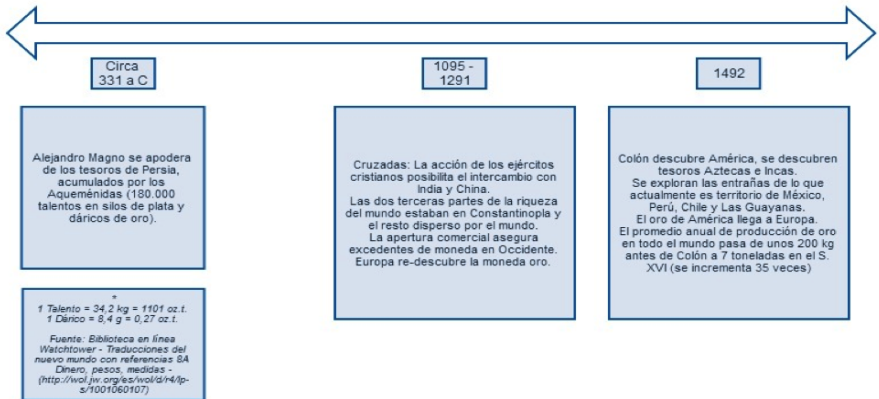 Circa
331 a C
Alejandro Magno se apodera
de los tesoros de Persia,
acumulados por los
Aqueménidas (180.000
talentos en silos de plata y
dáricos de oro).
*
1 Talento = 34,2 kg = 1101 oz.t.
1 Dárico = 8,4 g = 0,27 oz.t.
Fuente: Biblioteca en línea
Watchtower - Traducciones del
nuevo mundo con referencias 8A
Dinero, pesos, medidas -
(http://wol.jw.org/es/wol/d/r4/lp-
s/1001060107)
1095 -
1291
Cruzadas: La acción de los ejércitos
cristianos posibilita el intercambio con
India y China.
Las dos terceras partes de la riqueza
del mundo estaban en Constantinopla y
el resto disperso por el mundo.
La apertura comercial asegura
excedentes de moneda en Occidente.
Europa re-descubre la moneda oro.
1492
Colón descubre América, se descubren
tesoros Aztecas e Incas.
Se exploran las entrañas de lo que
actualmente es territorio de México,
Perú, Chile y Las Guayanas.
El oro de América llega a Europa.
El promedio anual de producción de oro
en todo el mundo pasa de unos 200 kg
antes de Colón a 7 toneladas en el S.
XVI (se incrementa 35 veces)